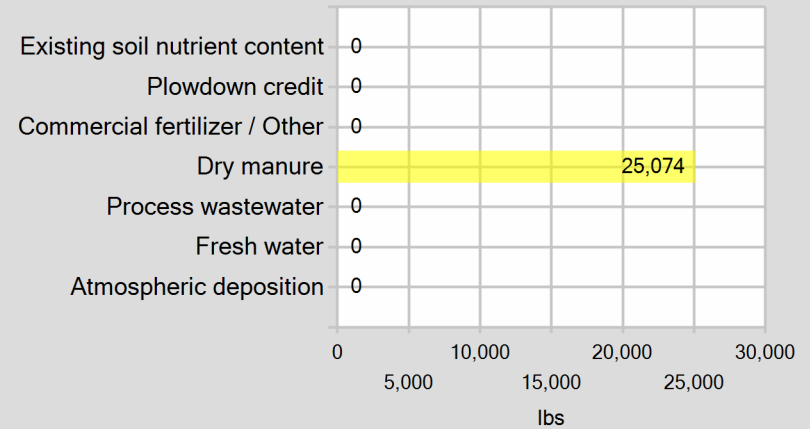 Existing soil nutrient content 0
Plowdown credit 0
Commercial fertilizer / Other 0
Dry manure 25,074
Process wastewater 0
Fresh water 0
Atmospheric deposition 0
0 10,000 20,000 30,000
5,000 15,000 25,000
lbs